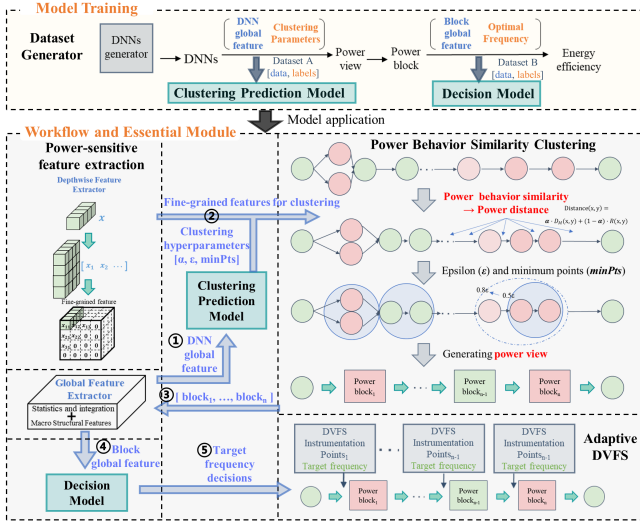 Model Training
Dataset
Generator
DNNs
generator
DNNs
DNN
global
feature
Clustering
Parameters
Dataset A
[data, labels]
Clustering Prediction Model
Power
view
Power
block
Block
global
feature
Optimal
Frequency
Dataset B
[data, labels]
Decision Model
Energy
efficiency
Model application
Workflow and Essential Module
Power-sensitive
feature extraction
Depthwise Feature
Extractor
x
[ x₁ x₂ ... ]
Fine-grained feature
Fine-grained features for clustering
②
Clustering
hyperparameters
[α, ε, minPts]
Clustering
Prediction
Model
① DNN
global
feature
Global Feature
Extractor
Statistics and integration
+
Macro Structural Features
③ [ block₁, ..., blockₙ ]
④ Block
global feature
Decision
Model
⑤ Target
frequency
decisions
Power Behavior Similarity Clustering
Power behavior similarity
→ Power distance
Distance(x,y) =
Epsilon (ε) and minimum points (minPts)
0.8ε
0.5ε
Generating power view
Power
block₁
Power
blockₙ₋₁
Power
blockₙ
DVFS
Instrumentation
Points₁
Target frequency
DVFS
Instrumentation
Pointsₙ₋₁
Target frequency
DVFS
Instrumentation
Pointsₙ₋₁
Target frequency
Adaptive
DVFS
Power
block₁
Power
blockₙ₋₁
Power
blockₙ